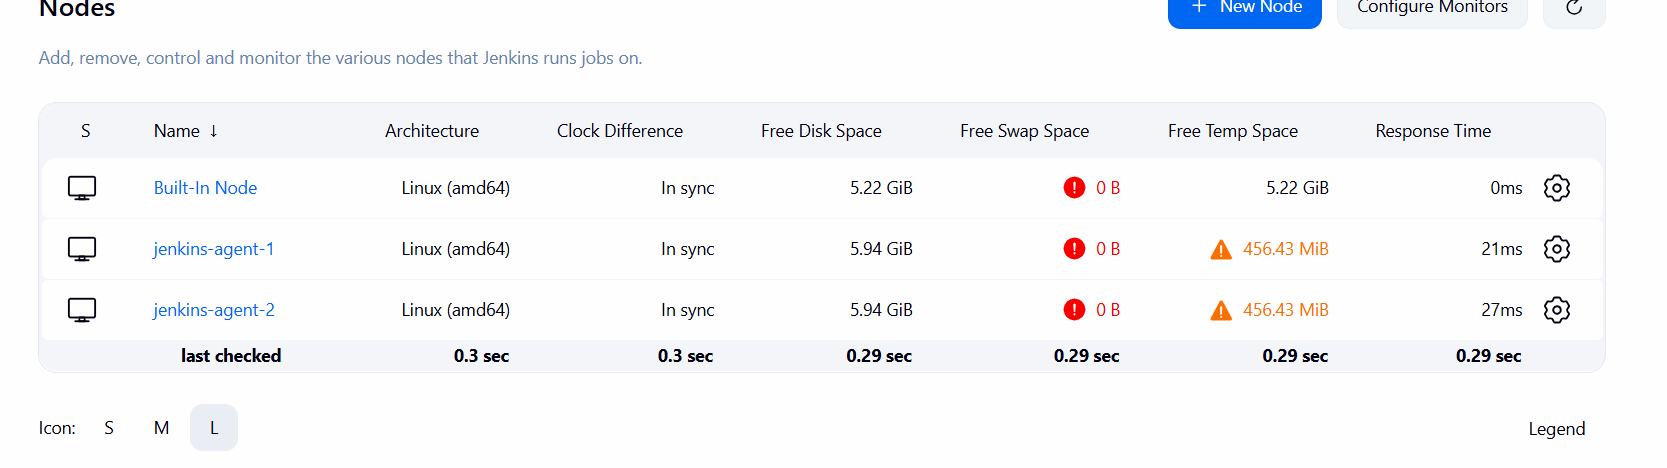 Nodes
+ New Node
Configure Monitors
Add, remove, control and monitor the various nodes that Jenkins runs jobs on.
S Name ↓ Architecture Clock Difference Free Disk Space Free Swap Space Free Temp Space Response Time
Built-In Node Linux (amd64) In sync 5.22 GiB 0 B 5.22 GiB 0ms
jenkins-agent-1 Linux (amd64) In sync 5.94 GiB 0 B 456.43 MiB 21ms
jenkins-agent-2 Linux (amd64) In sync 5.94 GiB 0 B 456.43 MiB 27ms
last checked 0.3 sec 0.3 sec 0.29 sec 0.29 sec 0.29 sec 0.29 sec
Icon: S M L
Legend